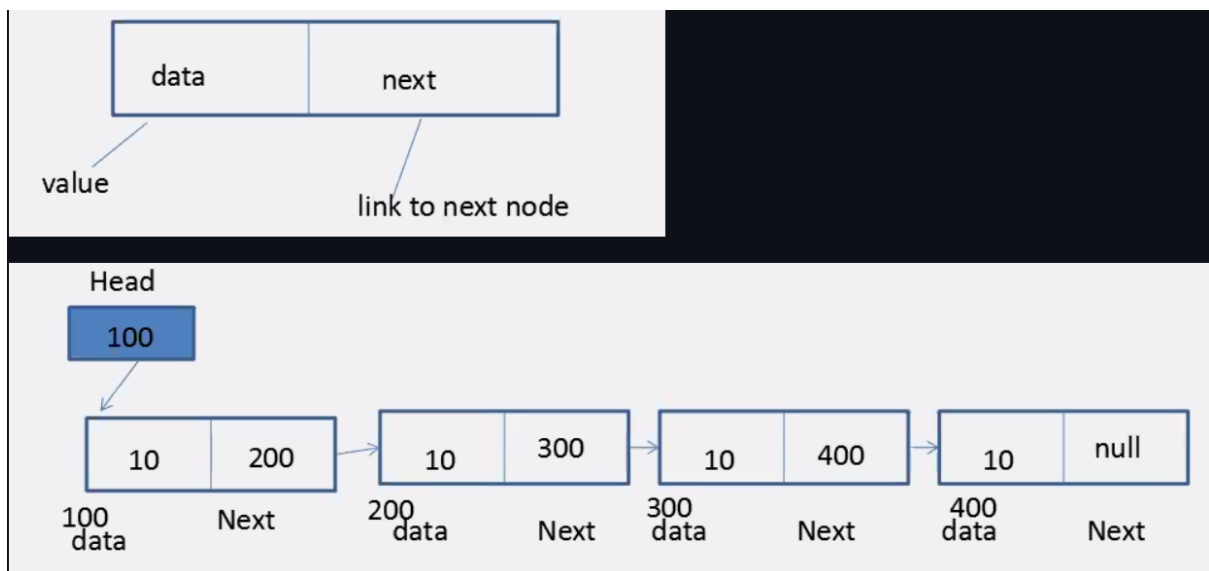 data next
value
link to next node
Head
100
10 200 10 300 10 400 10 null
100 Next 200 300 400
data data Next data Next data Next